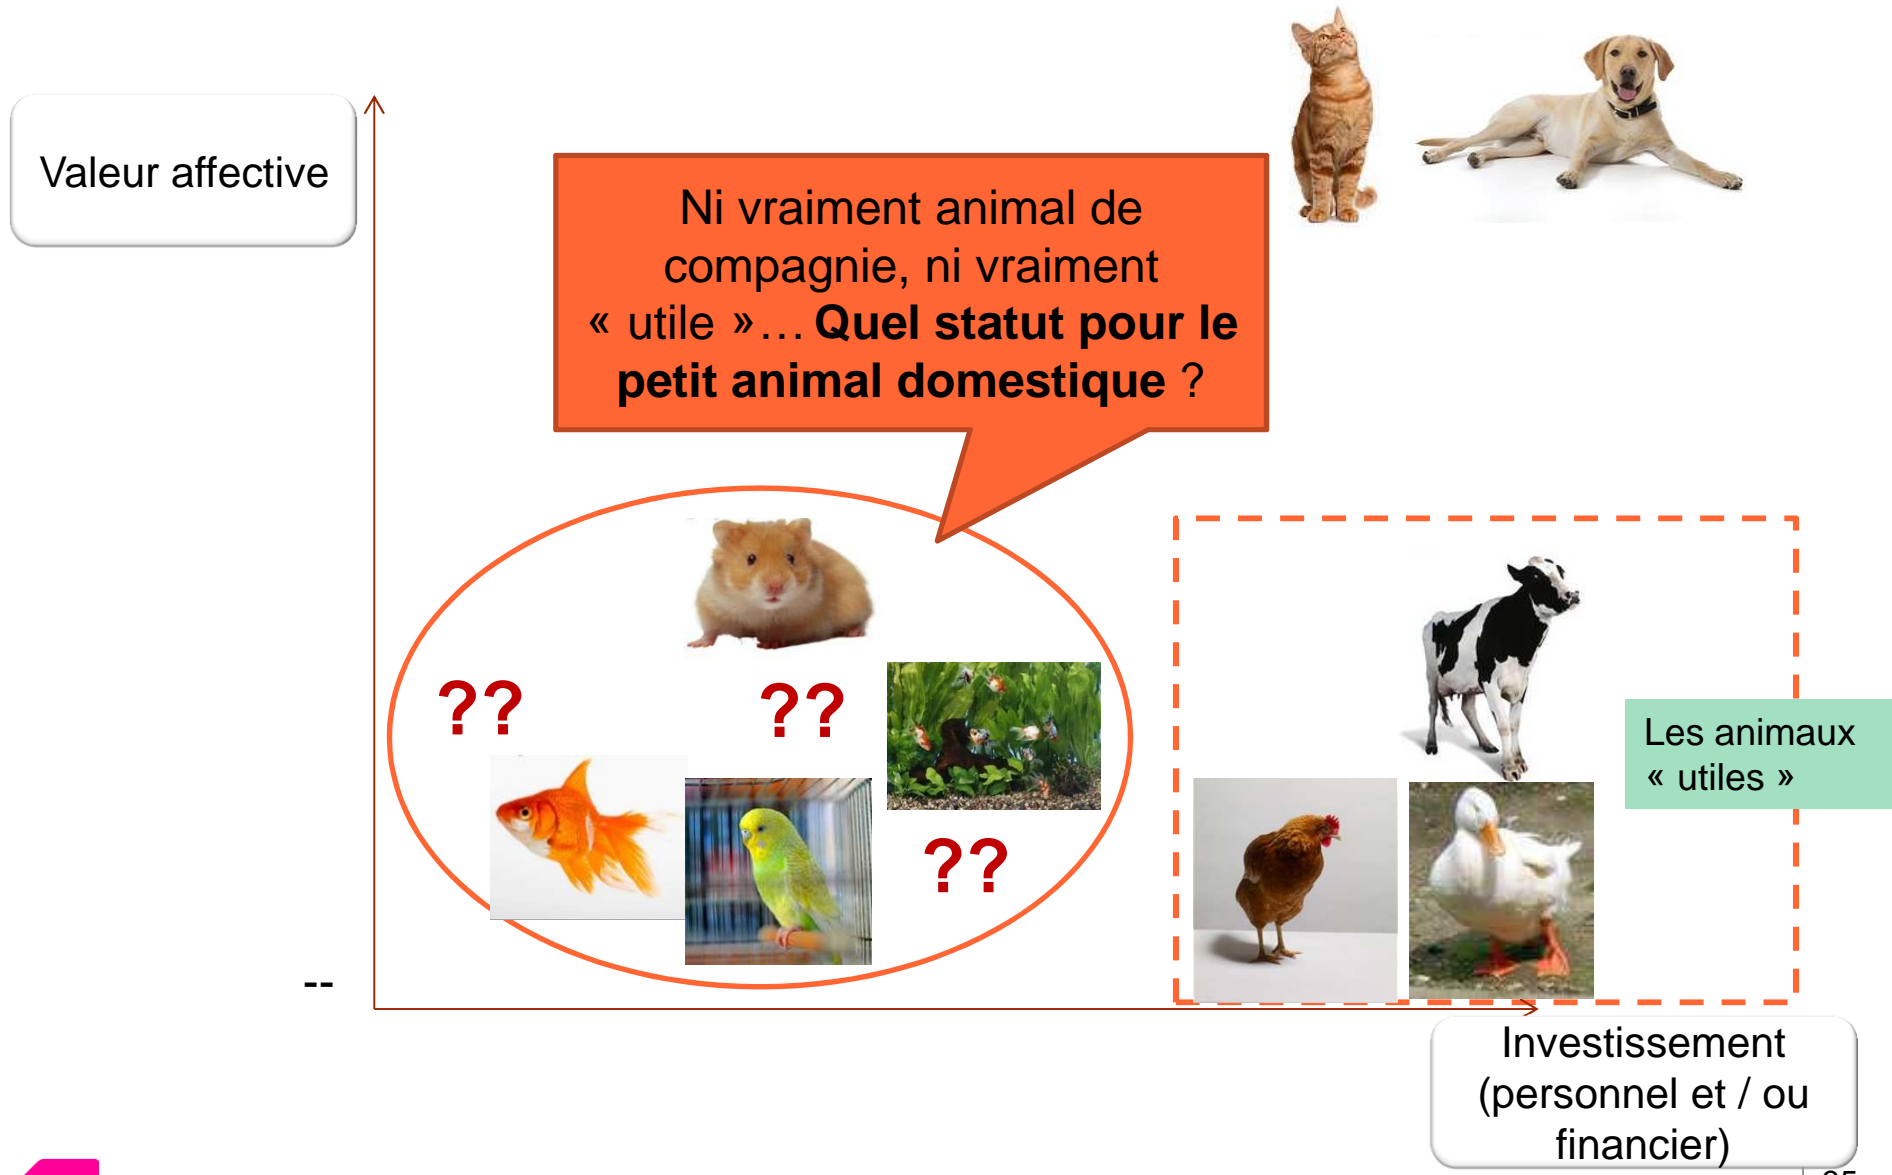 Valeur affective
Ni vraiment animal de
compagnie, ni vraiment
« utile »… Quel statut pour le
petit animal domestique ?
??
??
??
Les animaux
« utiles »
--
Investissement
(personnel et / ou
financier)